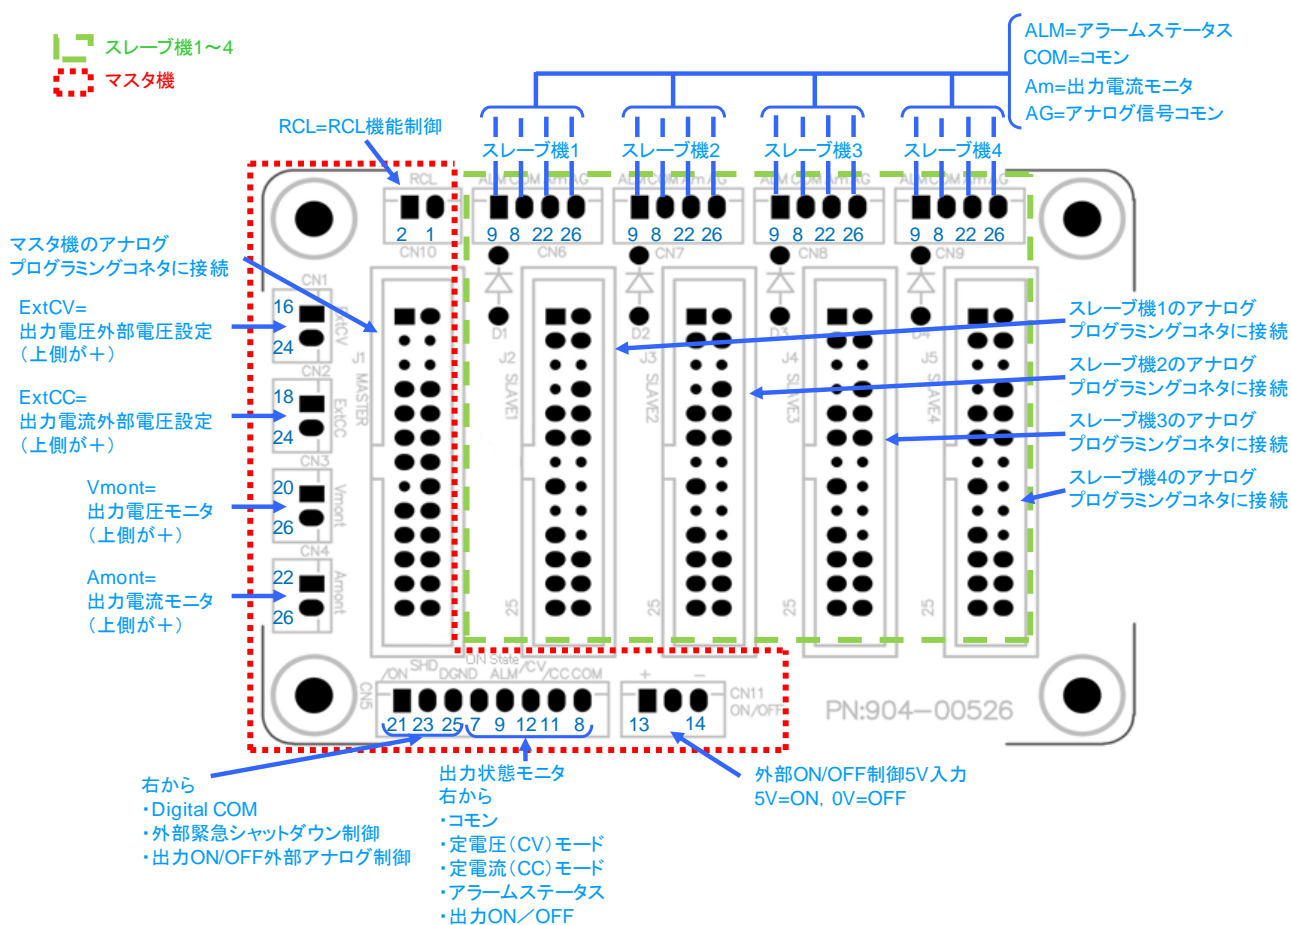 スレーブ機1～4
マスタ機
ALM=アラームステータス
COM=コモン
Am=出力電流モニタ
AG=アナログ信号コモン
RCL=RCL機能制御
スレーブ機1
スレーブ機2
スレーブ機3
スレーブ機4
RCL
ALM COM Am AG
ALM COM Am AG
ALM COM Am AG
ALM COM Am AG
2 1
9 8 22 26
9 8 22 26
9 8 22 26
9 8 22 26
CN10
CN6
CN7
CN8
CN9
マスタ機のアナログ
プログラミングコネタに接続
CN1
16
24
ExtCV
ExtCV=
出力電圧外部電圧設定
（上側が＋）
CN2
18
24
ExtCC
ExtCC=
出力電流外部電圧設定
（上側が＋）
CN3
20
26
Vmont
Vmont=
出力電圧モニタ
（上側が＋）
CN4
22
26
Amont
Amont=
出力電流モニタ
（上側が＋）
D1
D2
D3
D4
J1 MASTER
J2 SLAVE1
J3 SLAVE2
J4 SLAVE3
J5 SLAVE4
25
25
25
25
スレーブ機1のアナログ
プログラミングコネタに接続
スレーブ機2のアナログ
プログラミングコネタに接続
スレーブ機3のアナログ
プログラミングコネタに接続
スレーブ機4のアナログ
プログラミングコネタに接続
CN5
/ON SHD DGND ON State ALM /CV /CC COM
21 23 25 7 9 12 11 8
+ −
13 14
CN11
ON/OFF
PN:904-00526
右から
・Digital COM
・外部緊急シャットダウン制御
・出力ON/OFF外部アナログ制御
出力状態モニタ
右から
・コモン
・定電圧（CV）モード
・定電流（CC）モード
・アラームステータス
・出力ON／OFF
外部ON/OFF制御5V入力
5V=ON, 0V=OFF